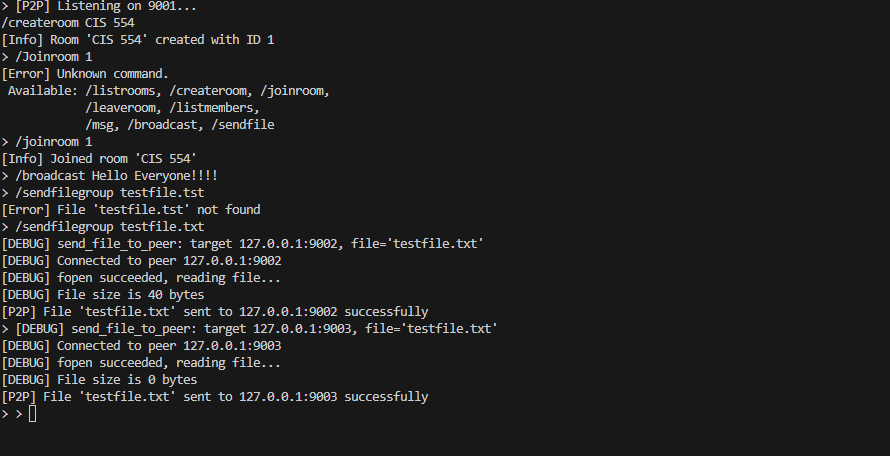 > [P2P] Listening on 9001...
/createroom CIS 554
[Info] Room 'CIS 554' created with ID 1
> /Joinroom 1
[Error] Unknown command.
 Available: /listrooms, /createroom, /joinroom,
            /leaveroom, /listmembers,
            /msg, /broadcast, /sendfile
> /joinroom 1
[Info] Joined room 'CIS 554'
> /broadcast Hello Everyone!!!!
> /sendfilegroup testfile.tst
[Error] File 'testfile.tst' not found
> /sendfilegroup testfile.txt
[DEBUG] send_file_to_peer: target 127.0.0.1:9002, file='testfile.txt'
[DEBUG] Connected to peer 127.0.0.1:9002
[DEBUG] fopen succeeded, reading file...
[DEBUG] File size is 40 bytes
[P2P] File 'testfile.txt' sent to 127.0.0.1:9002 successfully
> [DEBUG] send_file_to_peer: target 127.0.0.1:9003, file='testfile.txt'
[DEBUG] Connected to peer 127.0.0.1:9003
[DEBUG] fopen succeeded, reading file...
[DEBUG] File size is 0 bytes
[P2P] File 'testfile.txt' sent to 127.0.0.1:9003 successfully
> >